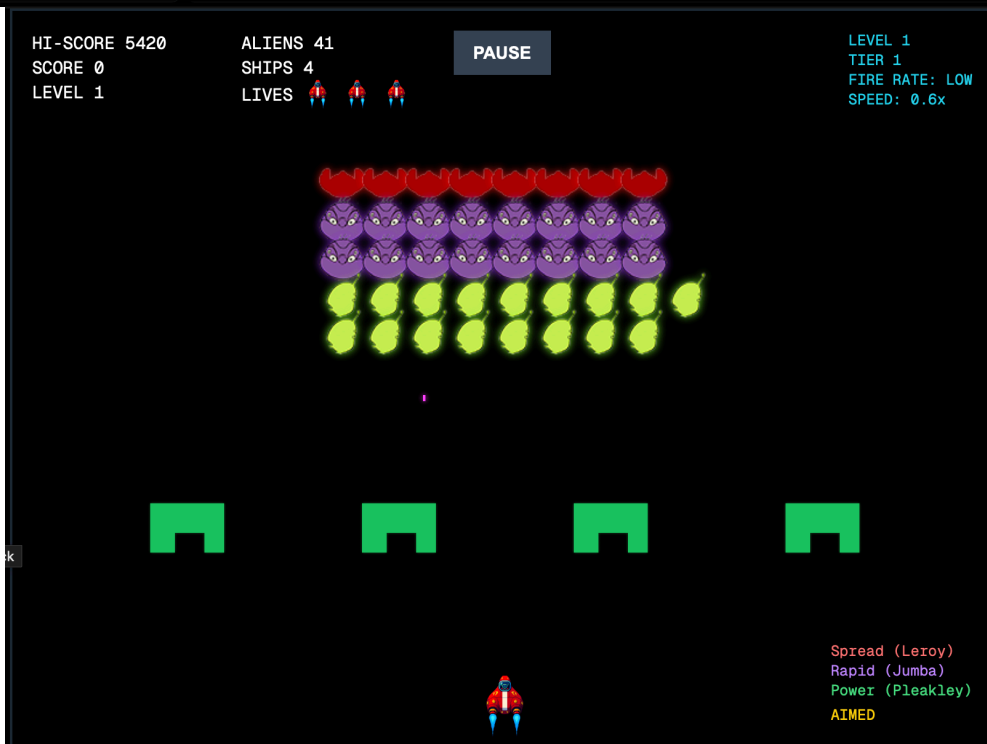 HI-SCORE 5420
SCORE 0
LEVEL 1
ALIENS 41
SHIPS 4
LIVES
PAUSE
LEVEL 1
TIER 1
FIRE RATE: LOW
SPEED: 0.6x
ck
Spread (Leroy)
Rapid (Jumba)
Power (Pleakley)
AIMED